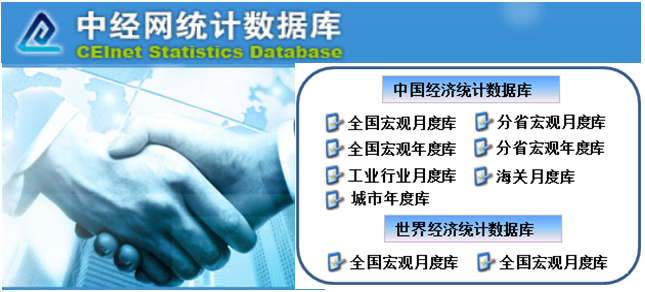 中经网统计数据库
CEInet Statistics Database
中国经济统计数据库
全国宏观月度库 分省宏观月度库
全国宏观年度库 分省宏观年度库
工业行业月度库 海关月度库
城市年度库
世界经济统计数据库
全国宏观月度库 全国宏观月度库